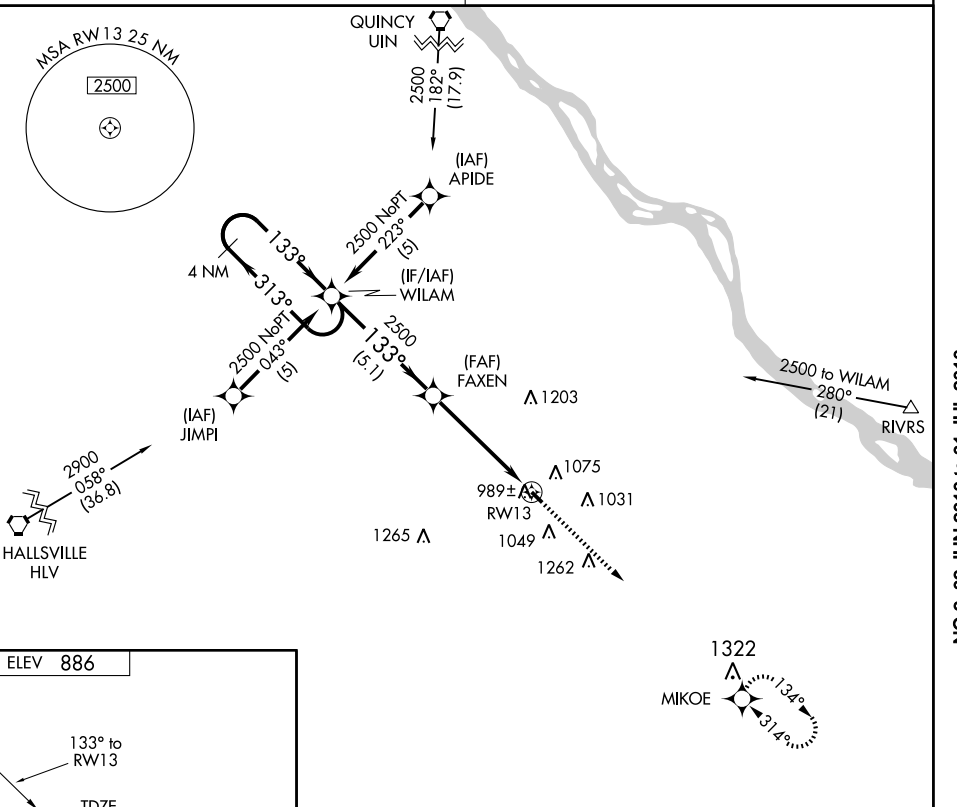 QUINCY
UIN
MSA RW13 25 NM
2500
2500
182°
(17.9)
(IAF)
APIDE
2500 NoPT
223°
(5)
4 NM
133°
313°
(IF/IAF)
WILAM
2500 NoPT
043°
(5)
2500
133°
(5.1)
(FAF)
FAXEN
(IAF)
JIMPI
2500 to WILAM
280°
(21)
RIVRS
1203
2900
058°
(36.8)
HALLSVILLE
HLV
1075
989±
1031
RW13
1265
1049
1262
1322
MIKOE
134°
314°
ELEV 886
133° to
RW13